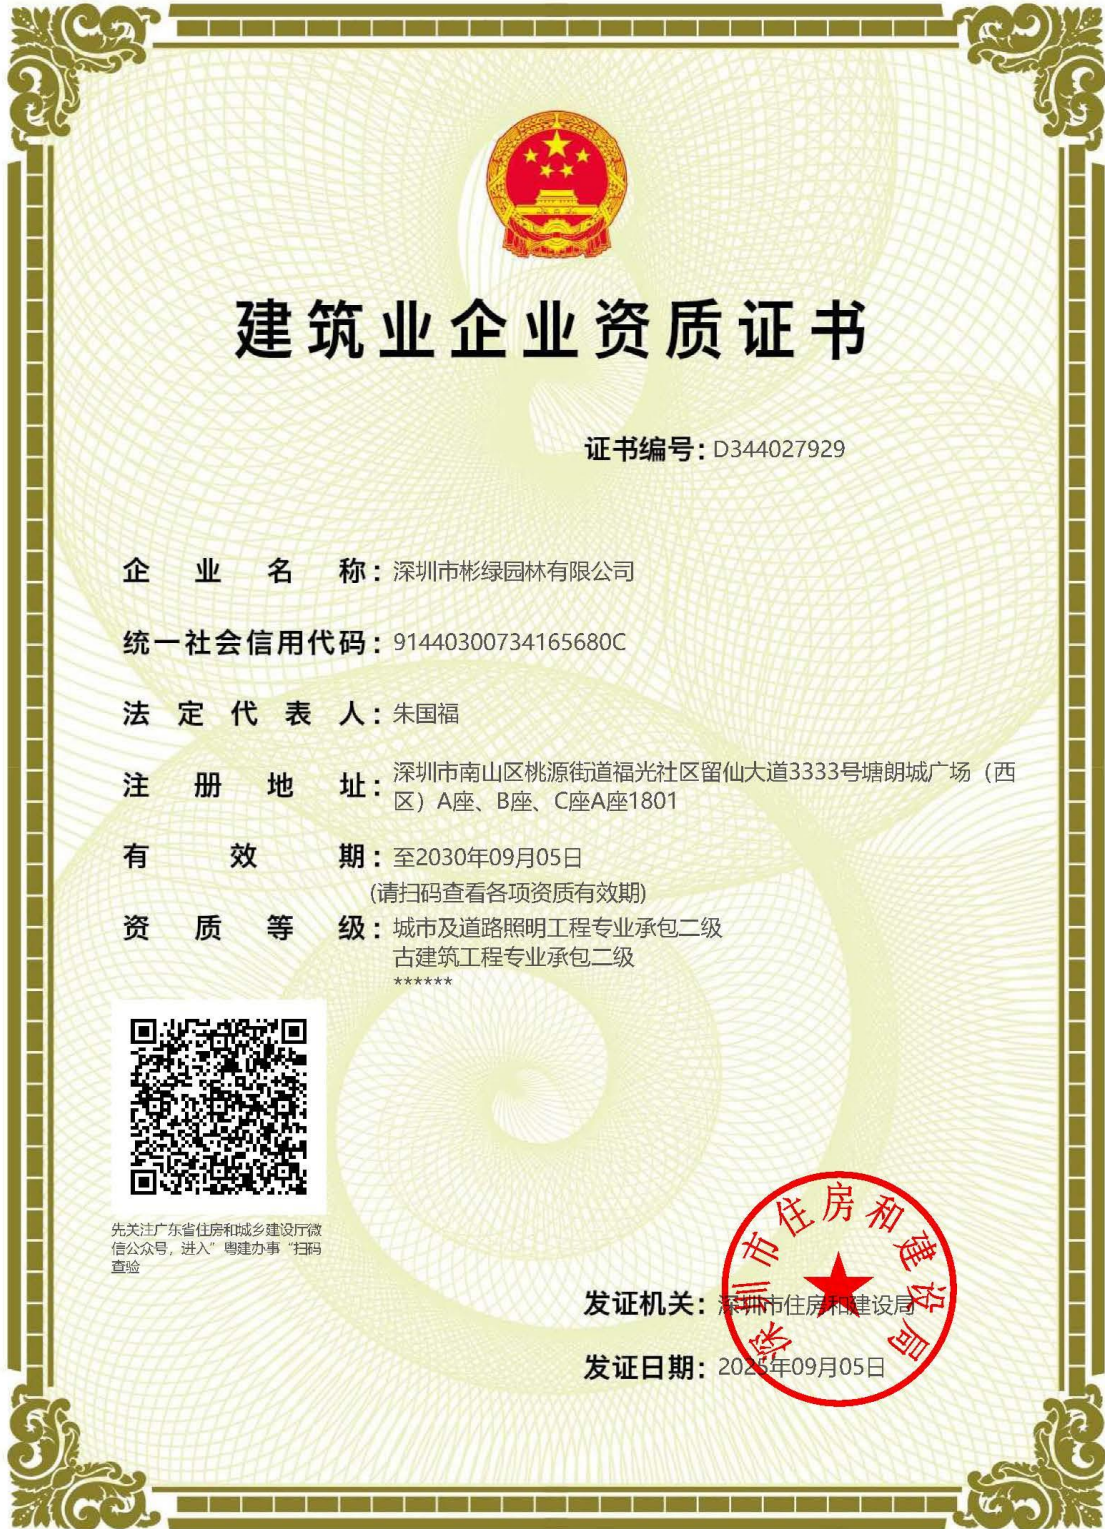 建筑业企业资质证书
证书编号：D344027929
企业名称：深圳市彬绿园林有限公司
统一社会信用代码：91440300734165680C
法定代表人：朱国福
注册地址：深圳市南山区桃源街道福光社区留仙大道3333号塘朗城广场（西
区）A座、B座、C座A座1801
有效期：至2030年09月05日
(请扫码查看各项资质有效期)
资质等级：城市及道路照明工程专业承包二级
古建筑工程专业承包二级
******
先关注广东省住房和城乡建设厅微
信公众号，进入”粤建办事“扫码
查验
深圳市住房和建设局
发证机关：深圳市住房和建设局
发证日期：2025年09月05日